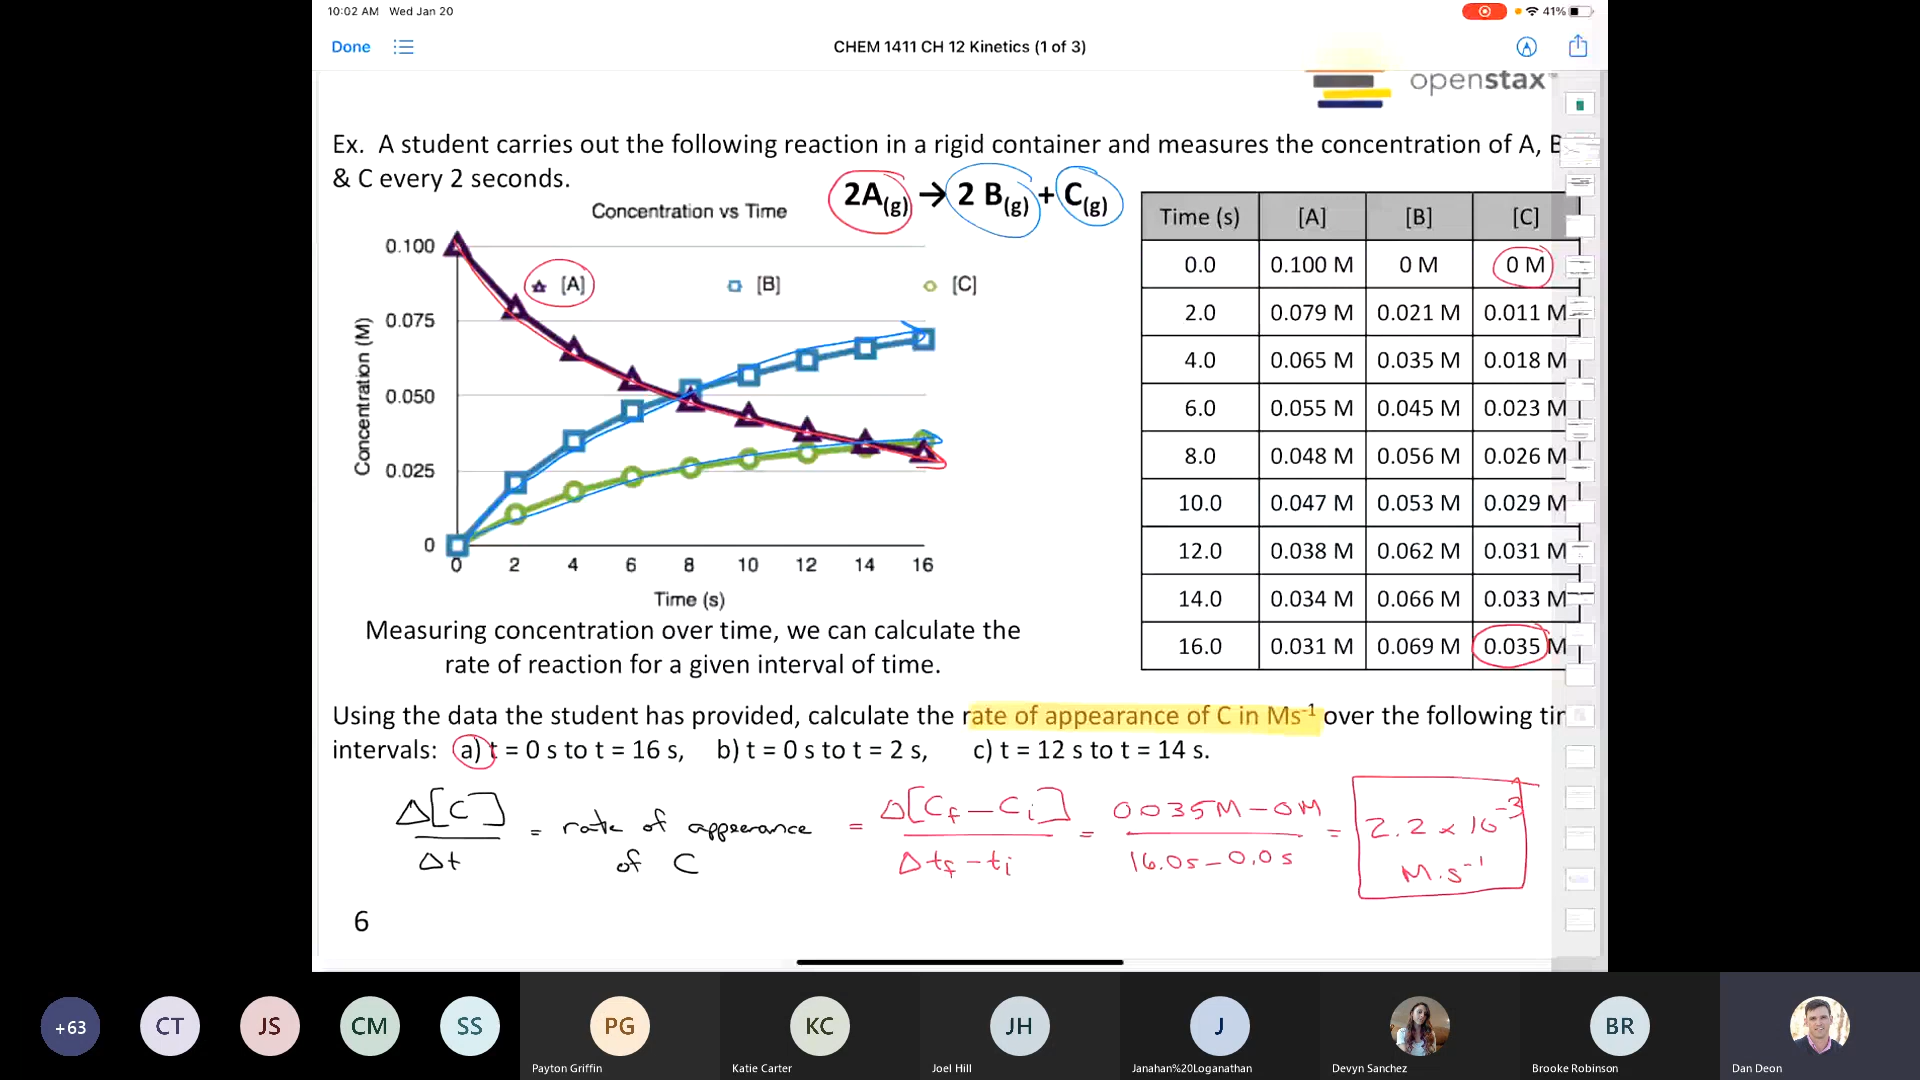 10:02 AM Wed Jan 20
41%
Done
CHEM 1411 CH 12 Kinetics (1 of 3)
openstax
Ex. A student carries out the following reaction in a rigid container and measures the concentration of A, B
& C every 2 seconds.
2A(g) → 2 B(g) + C(g)
Concentration vs Time
[A] [B] [C]
Concentration (M)
0.100
0.075
0.050
0.025
0
0 2 4 6 8 10 12 14 16
Time (s)
Time (s) [A] [B] [C]
0.0 0.100 M 0 M 0 M
2.0 0.079 M 0.021 M 0.011 M
4.0 0.065 M 0.035 M 0.018 M
6.0 0.055 M 0.045 M 0.023 M
8.0 0.048 M 0.056 M 0.026 M
10.0 0.047 M 0.053 M 0.029 M
12.0 0.038 M 0.062 M 0.031 M
14.0 0.034 M 0.066 M 0.033 M
16.0 0.031 M 0.069 M 0.035 M
Measuring concentration over time, we can calculate the
rate of reaction for a given interval of time.
Using the data the student has provided, calculate the rate of appearance of C in Ms⁻¹ over the following
intervals: a) t = 0 s to t = 16 s, b) t = 0 s to t = 2 s, c) t = 12 s to t = 14 s.
Δ[C] / Δt = rate of appearance of C = Δ[Cf − Ci] / Δtf − ti = 0.035M − 0M / 16.0s − 0.0s = 2.2 × 10⁻³ M·s⁻¹
6
+63 CT JS CM SS PG KC JH J BR
Payton Griffin Katie Carter Joel Hill Janahan%20Loganathan Devyn Sanchez Brooke Robinson Dan Deon